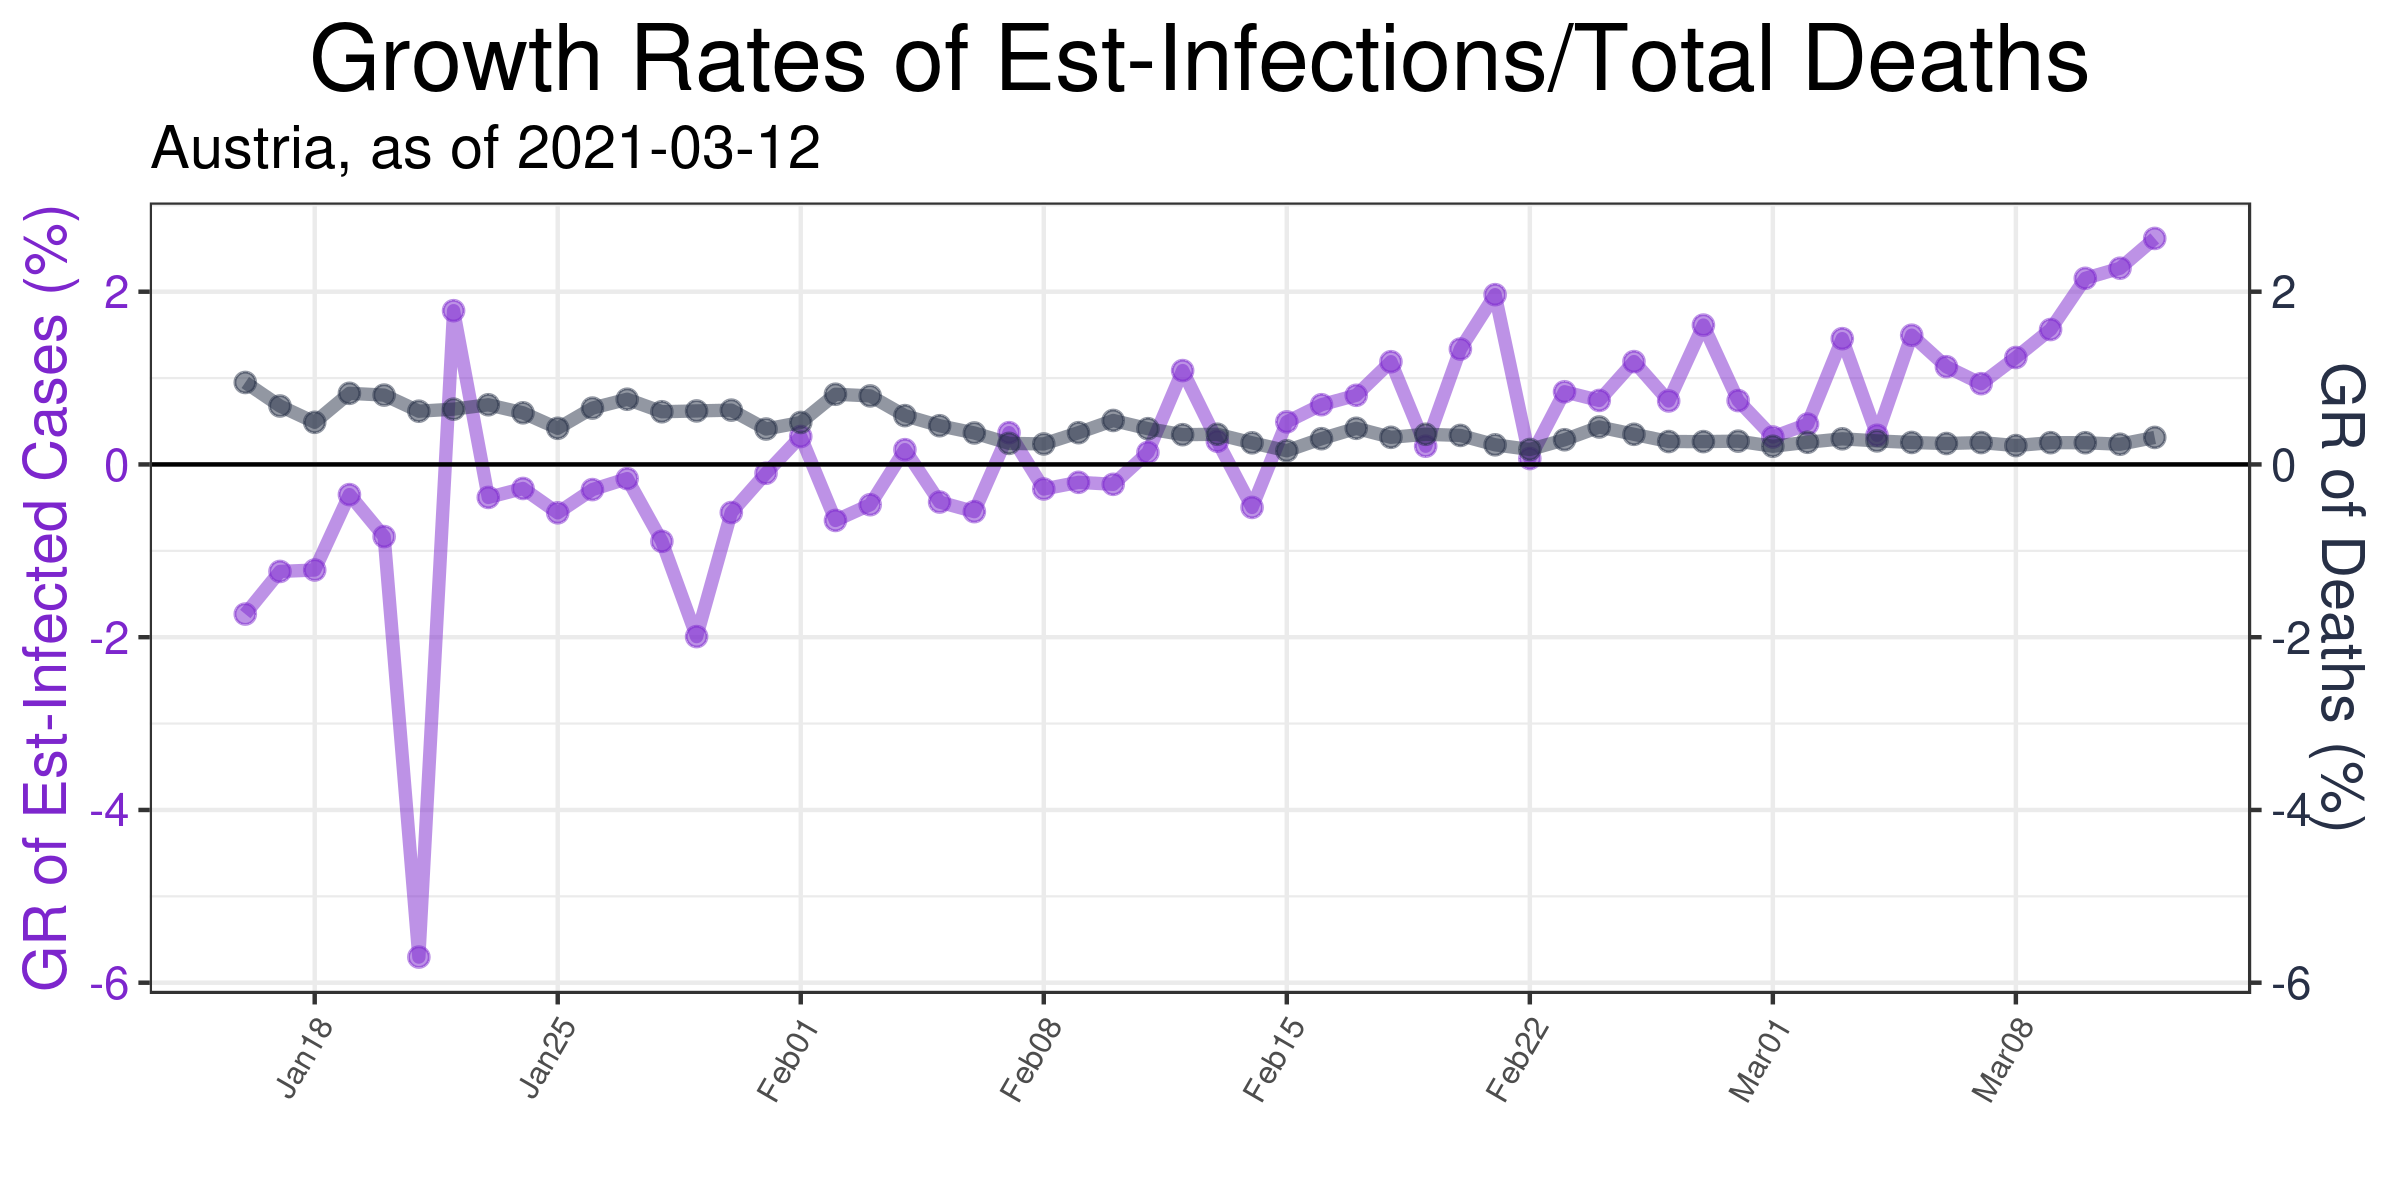 Growth Rates of Est-Infections/Total Deaths
Austria, as of 2021-03-12
GR of Est-Infected Cases (%)
2
0
-2
-4
-6
2
0
-2
-4
-6
GR of Deaths (%)
Jan18
Jan25
Feb01
Feb08
Feb15
Feb22
Mar01
Mar08